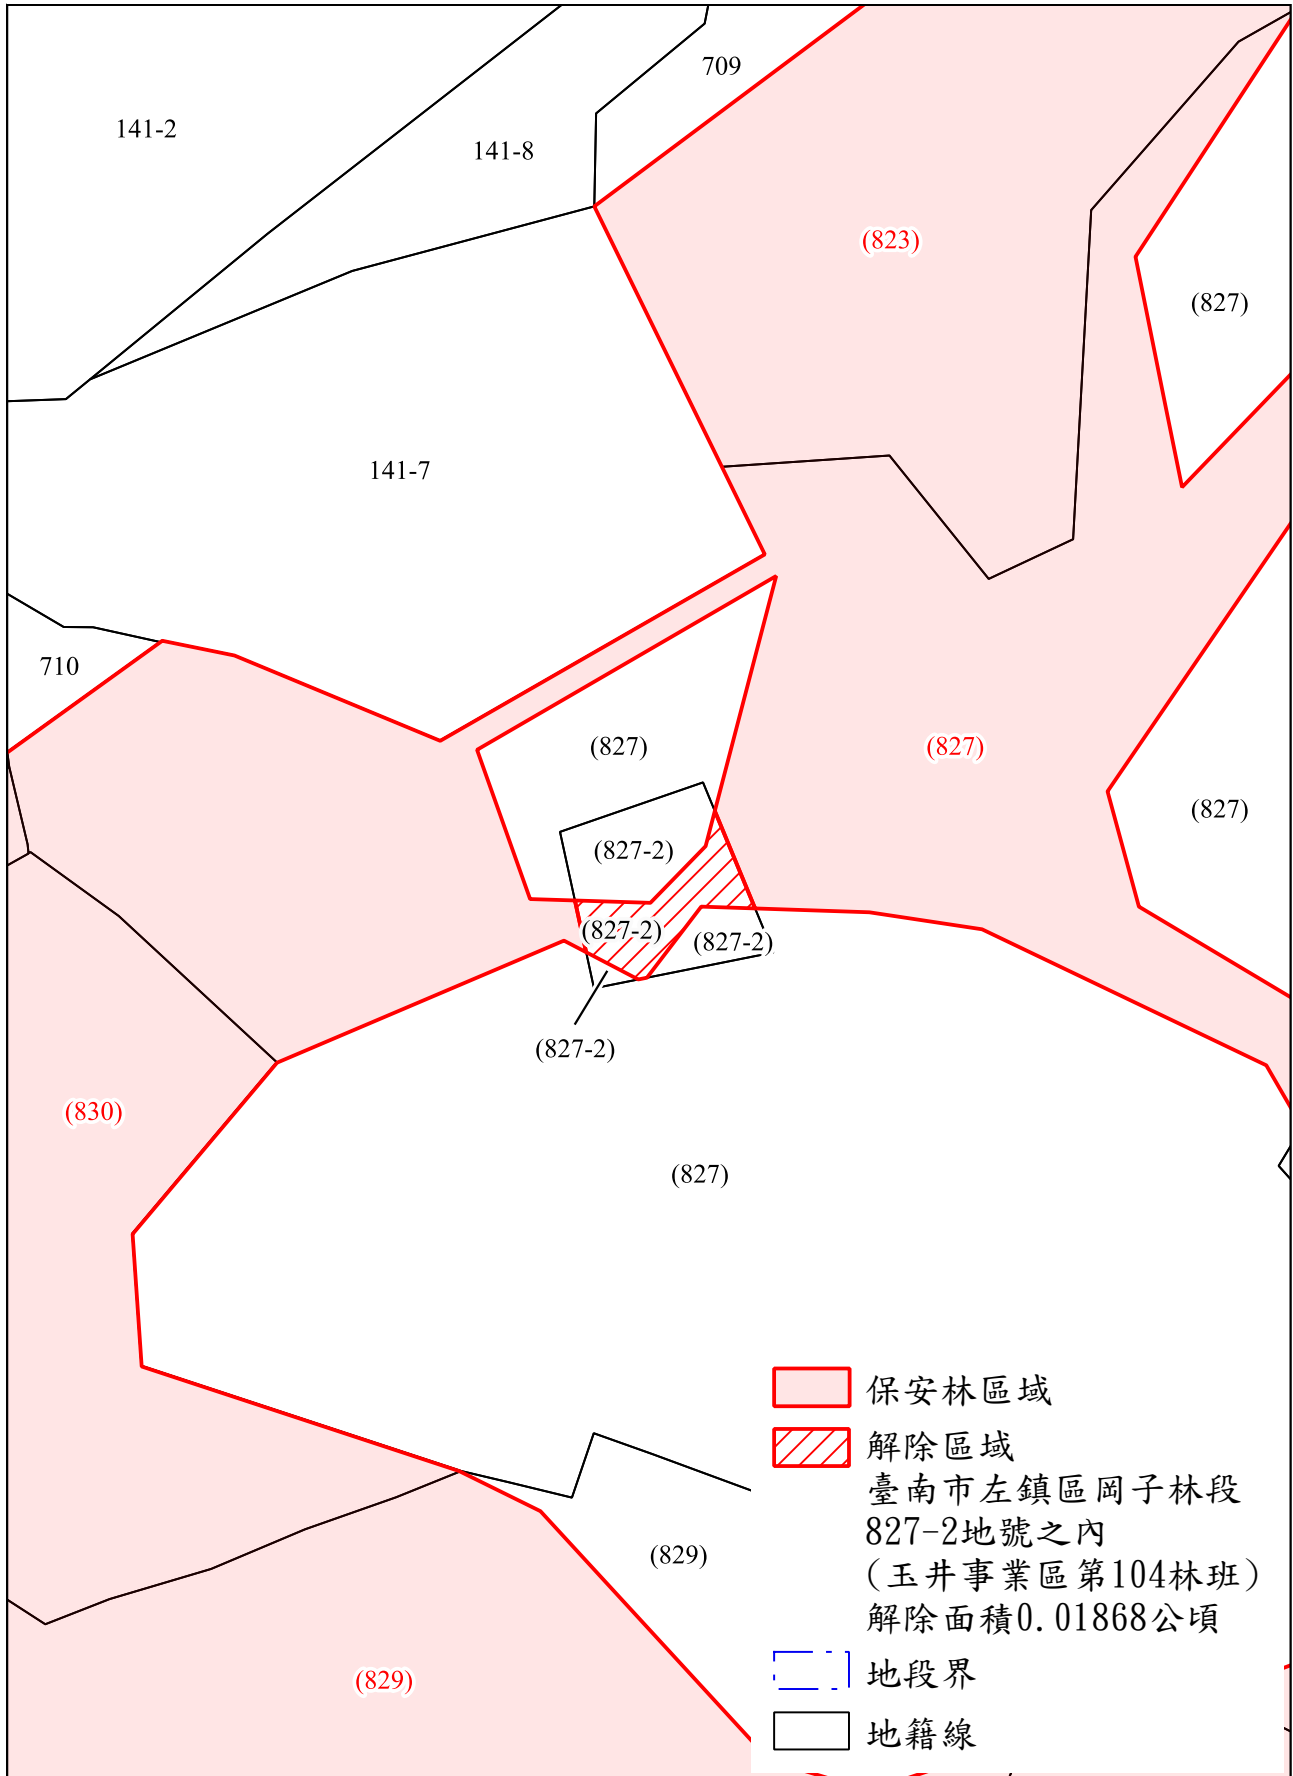 709
141-2
141-8
(823)
(827)
141-7
710
(827)
(827)
(827)
(827-2)
(827-2)
(827-2)
(827-2)
(830)
(827)
保安林區域
解除區域
臺南市左鎮區岡子林段
827-2地號之內
(玉井事業區第104林班)
解除面積0.01868公頃
(829)
地段界
(829)
地籍線